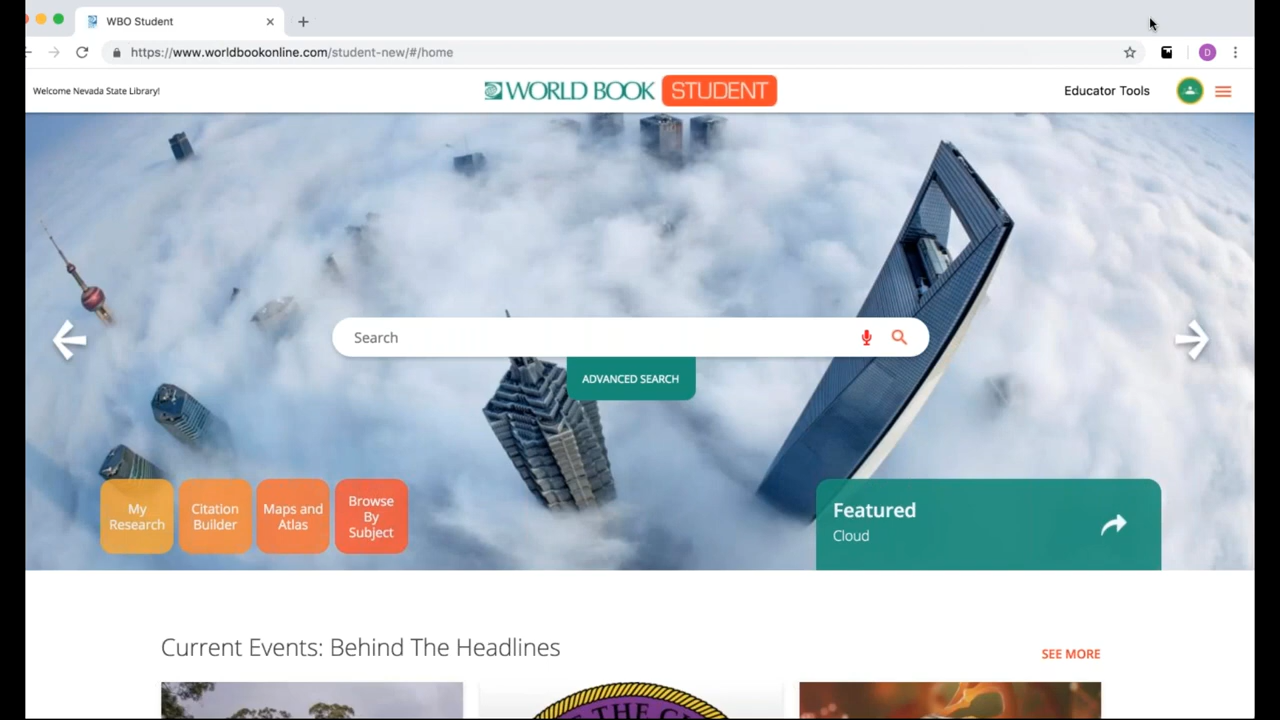 WBO Student
https://www.worldbookonline.com/student-new/#/home
D
Welcome Nevada State Library!
WORLD BOOK STUDENT
Educator Tools
Search
ADVANCED SEARCH
My
Research
Citation
Builder
Maps and
Atlas
Browse
By
Subject
Featured
Cloud
Current Events: Behind The Headlines
SEE MORE
THE